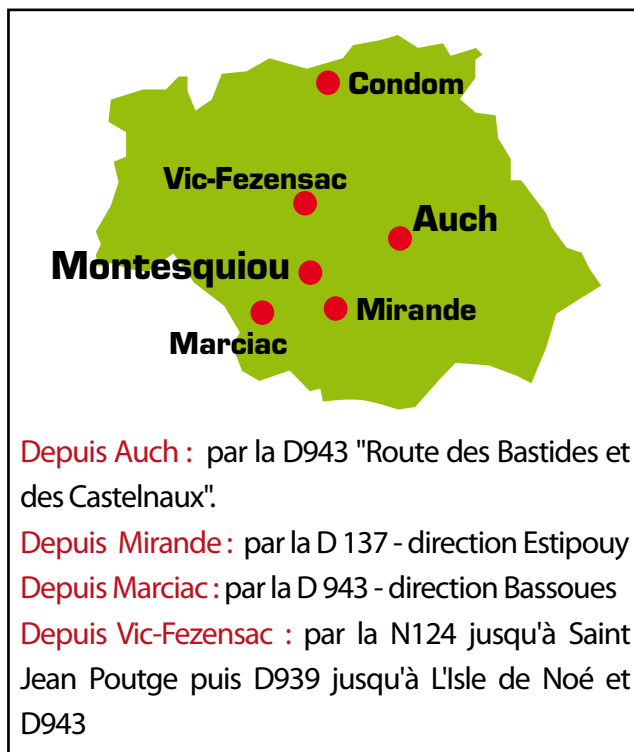 Condom
Vic-Fezensac
Auch
Montesquiou
Mirande
Marciac
Depuis Auch : par la D943 "Route des Bastides et
des Castelnaux".
Depuis Mirande : par la D 137 - direction Estipouy
Depuis Marciac : par la D 943 - direction Bassoues
Depuis Vic-Fezensac : par la N124 jusqu'à Saint
Jean Poutge puis D939 jusqu'à L'Isle de Noé et
D943